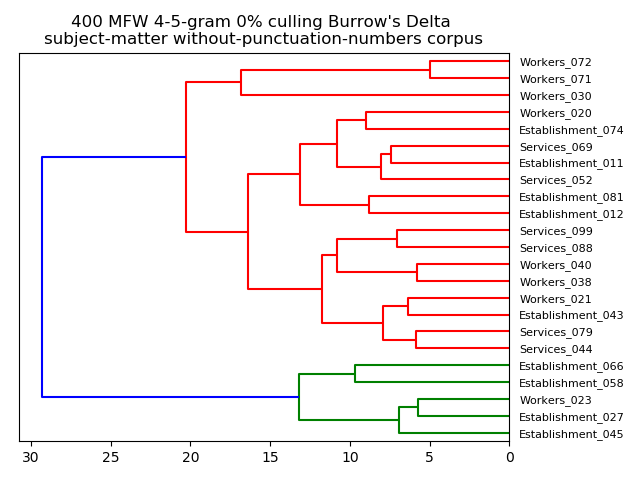 400 MFW 4-5-gram 0% culling Burrow's Delta
subject-matter without-punctuation-numbers corpus
Workers_072
Workers_071
Workers_030
Workers_020
Establishment_074
Services_069
Establishment_011
Services_052
Establishment_081
Establishment_012
Services_099
Services_088
Workers_040
Workers_038
Workers_021
Establishment_043
Services_079
Services_044
Establishment_066
Establishment_058
Workers_023
Establishment_027
Establishment_045
30 25 20 15 10 5 0